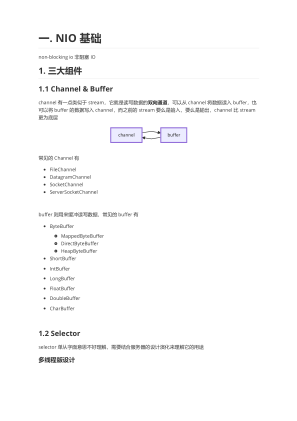 一. NIO 基础
non-blocking io 非阻塞 IO
1. 三大组件
1.1 Channel & Buffer
channel 有一点类似于 stream，它就是读写数据的双向通道，可以从 channel 将数据读入 buffer，也
可以将 buffer 的数据写入 channel，而之前的 stream 要么是输入，要么是输出，channel 比 stream
更为底层
channel
buffer
常见的 Channel 有
FileChannel
DatagramChannel
SocketChannel
ServerSocketChannel
buffer 则用来缓冲读写数据，常见的 buffer 有
ByteBuffer
MappedByteBuffer
DirectByteBuffer
HeapByteBuffer
ShortBuffer
IntBuffer
LongBuffer
FloatBuffer
DoubleBuffer
CharBuffer
1.2 Selector
selector 单从字面意思不好理解，需要结合服务器的设计演化来理解它的用途
多线程版设计